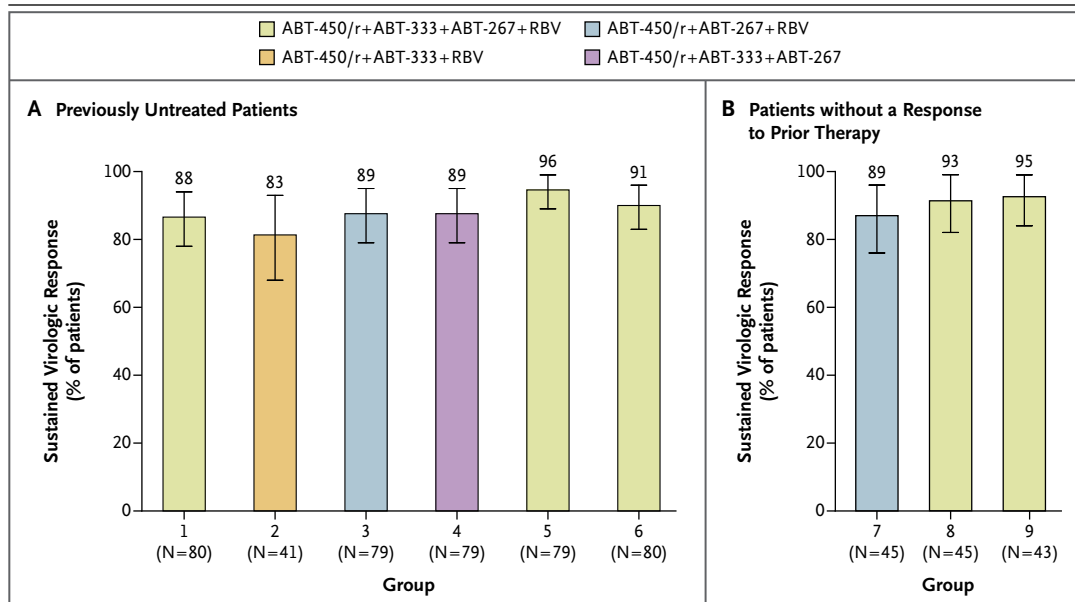 ABT-450/r+ABT-333+ABT-267+RBV
ABT-450/r+ABT-267+RBV
ABT-450/r+ABT-333+RBV
ABT-450/r+ABT-333+ABT-267
A Previously Untreated Patients
Sustained Virologic Response
(% of patients)
100
80
60
40
20
0
88
83
89
89
96
91
1
2
3
4
5
6
(N=80)
(N=41)
(N=79)
(N=79)
(N=79)
(N=80)
Group
B Patients without a Response
to Prior Therapy
Sustained Virologic Response
(% of patients)
100
80
60
40
20
0
89
93
95
7
8
9
(N=45)
(N=45)
(N=43)
Group